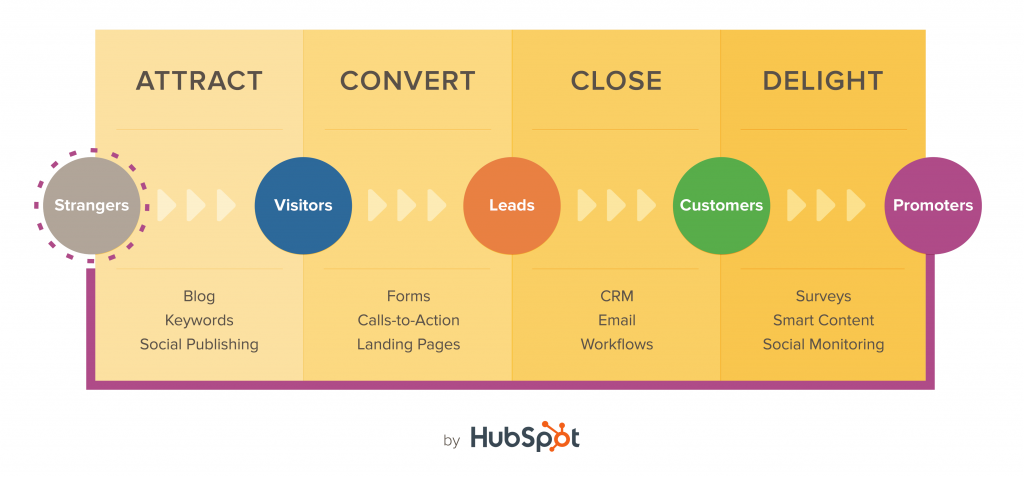 ATTRACT
CONVERT
CLOSE
DELIGHT
Strangers
Visitors
Leads
Customers
Promoters
Blog
Keywords
Social Publishing
Forms
Calls-to-Action
Landing Pages
CRM
Email
Workflows
Surveys
Smart Content
Social Monitoring
by HubSpot